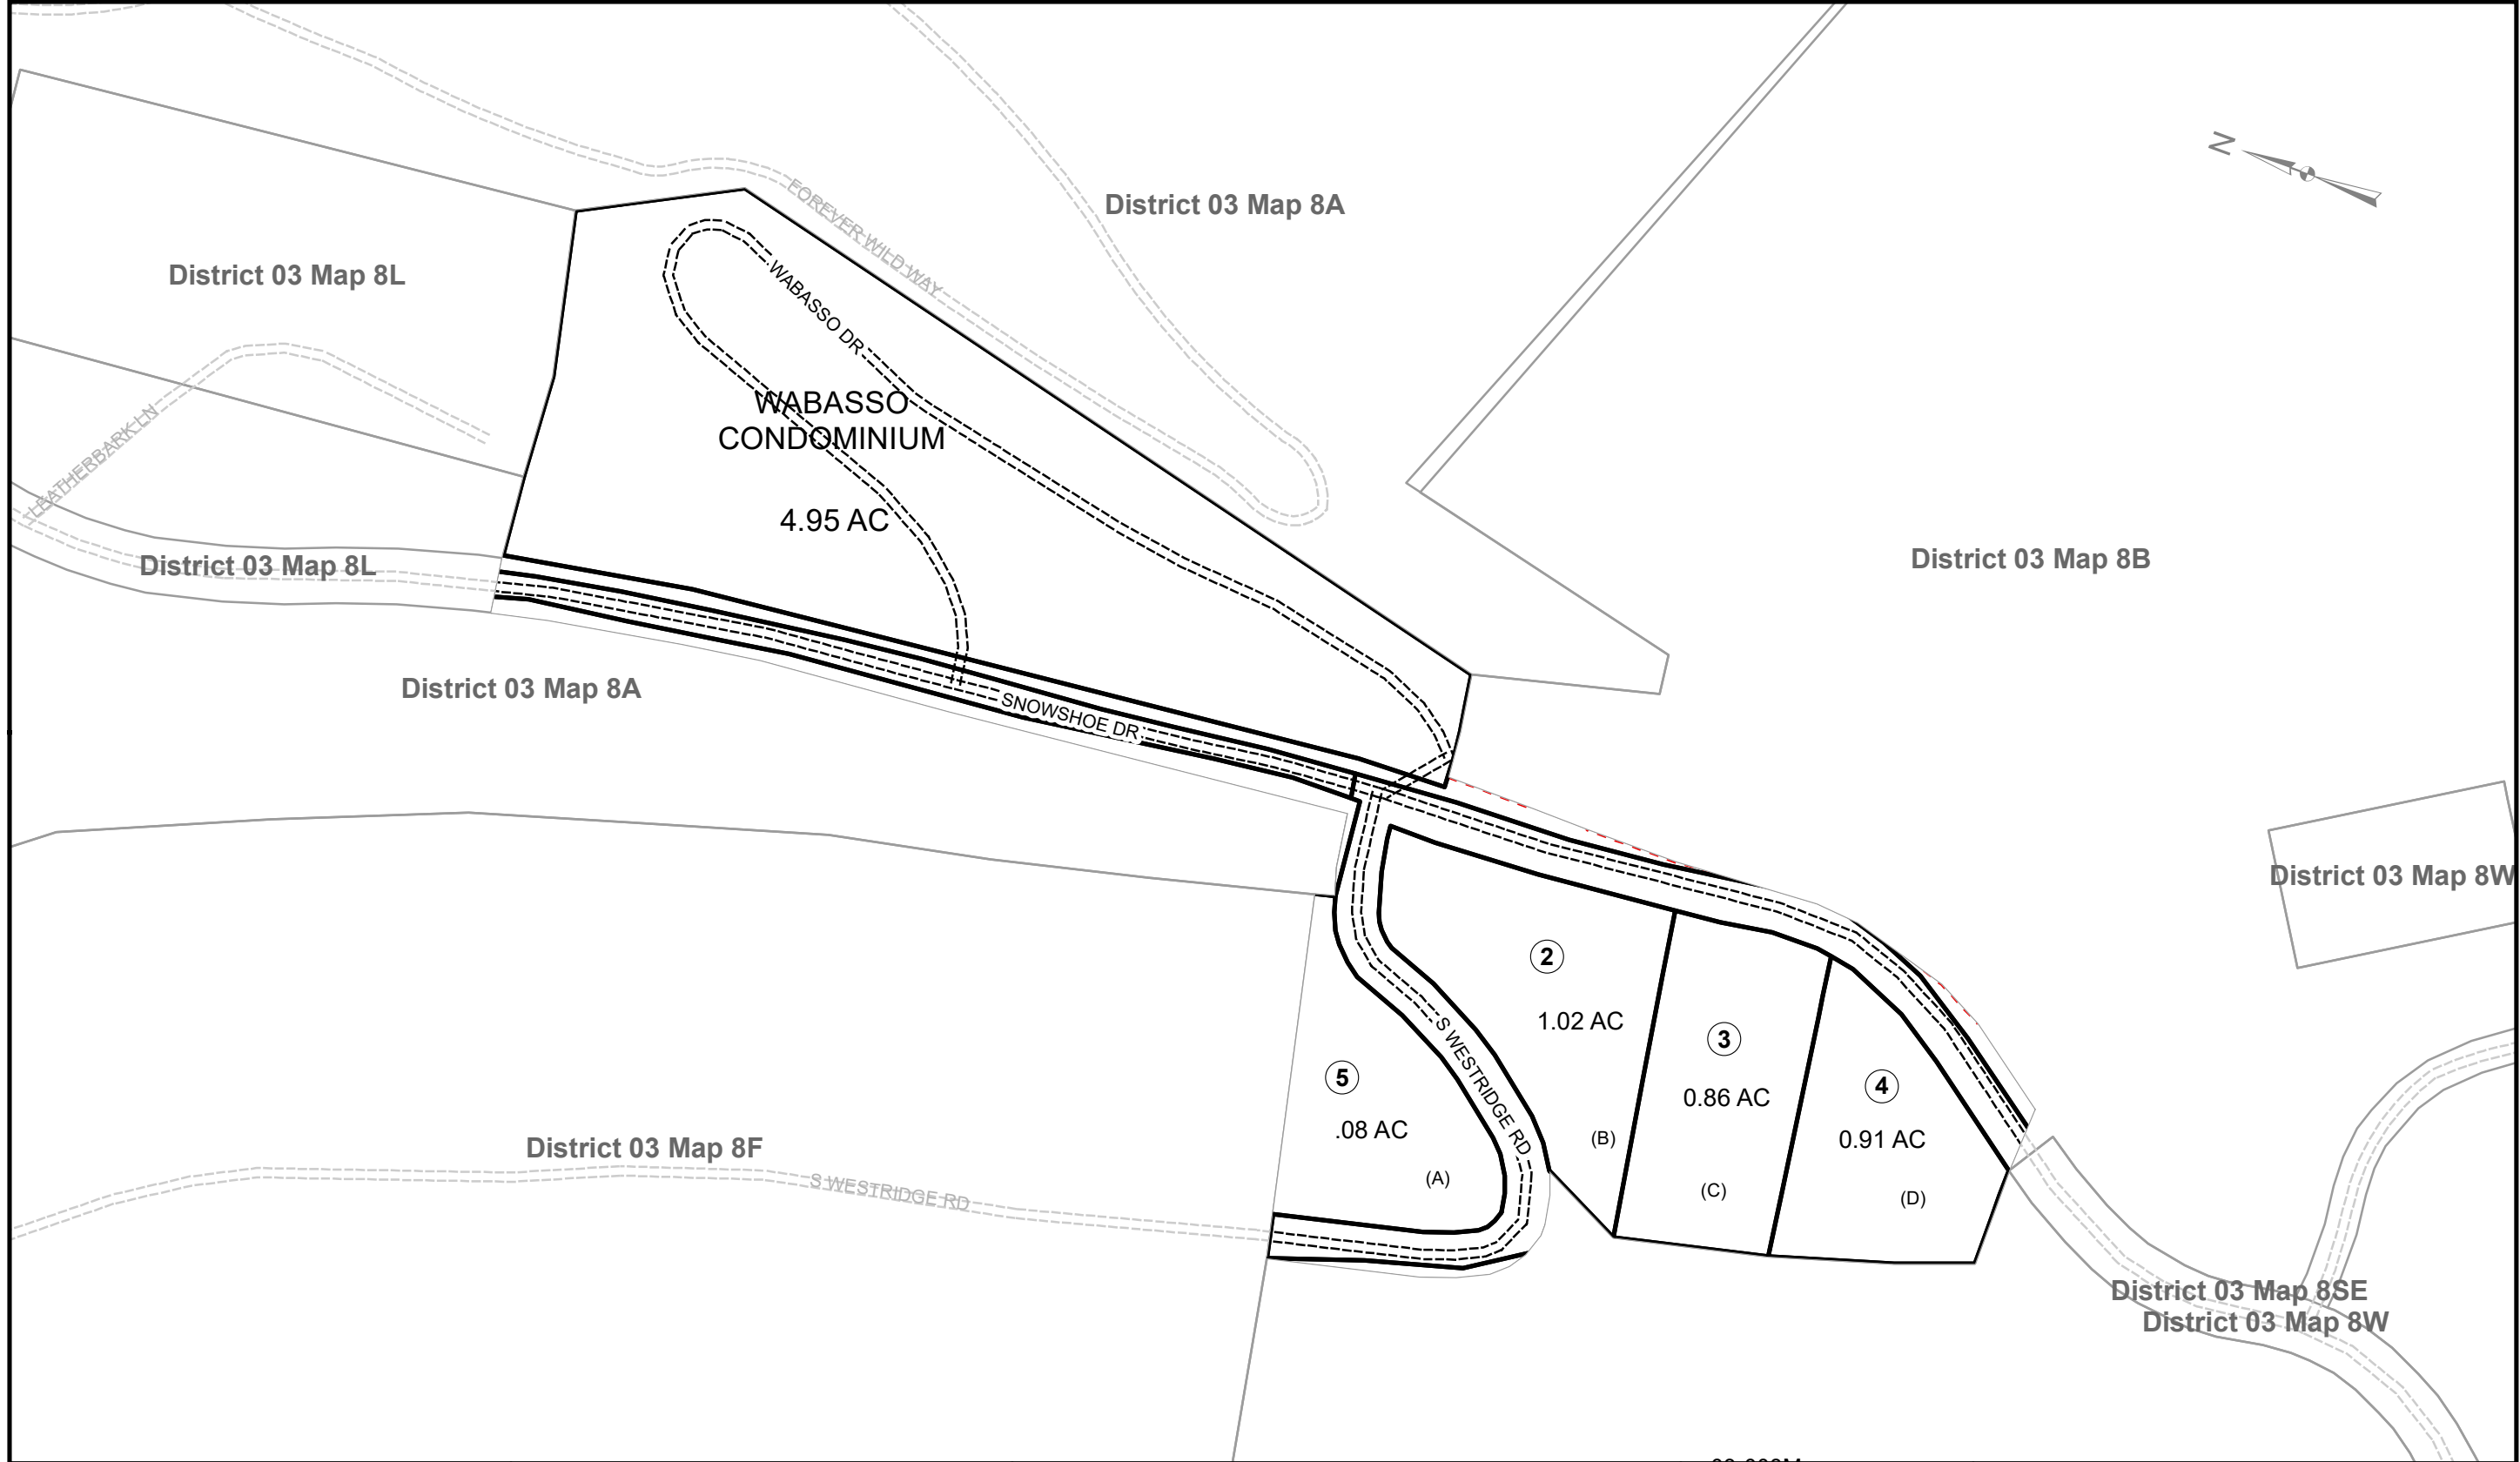 N
FOREVER WILD WAY
District 03 Map 8A
District 03 Map 8L
WABASSO DR
WABASSO
CONDOMINIUM
LEATHERBARK LN
4.95 AC
District 03 Map 8L
District 03 Map 8B
District 03 Map 8A
SNOWSHOE DR
District 03 Map 8W
2
1.02 AC
3
5
S WESTRIDGE RD
4
0.86 AC
.08 AC
0.91 AC
(B)
District 03 Map 8F
(A)
S WESTRIDGE RD
(C)
(D)
District 03 Map 8SE
District 03 Map 8W